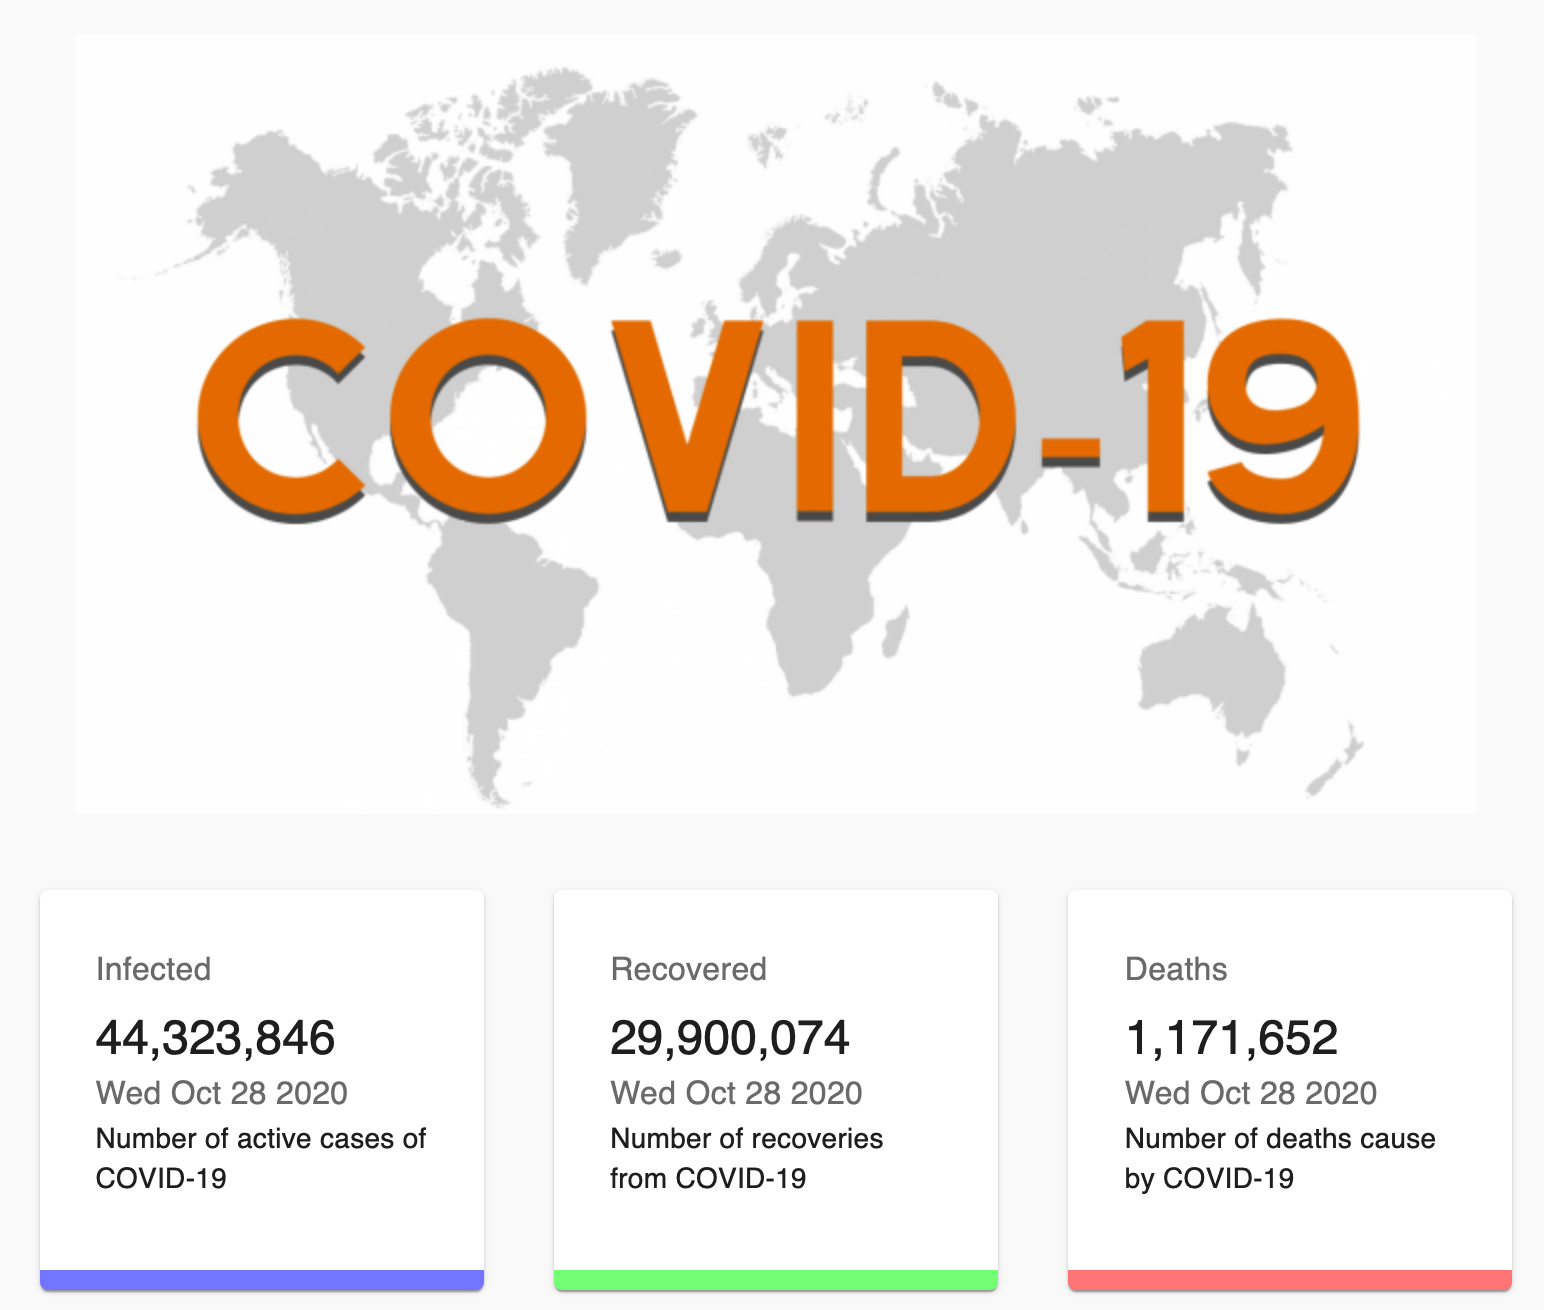 COVID-19
Infected
44,323,846
Wed Oct 28 2020
Number of active cases of
COVID-19
Recovered
29,900,074
Wed Oct 28 2020
Number of recoveries
from COVID-19
Deaths
1,171,652
Wed Oct 28 2020
Number of deaths cause
by COVID-19